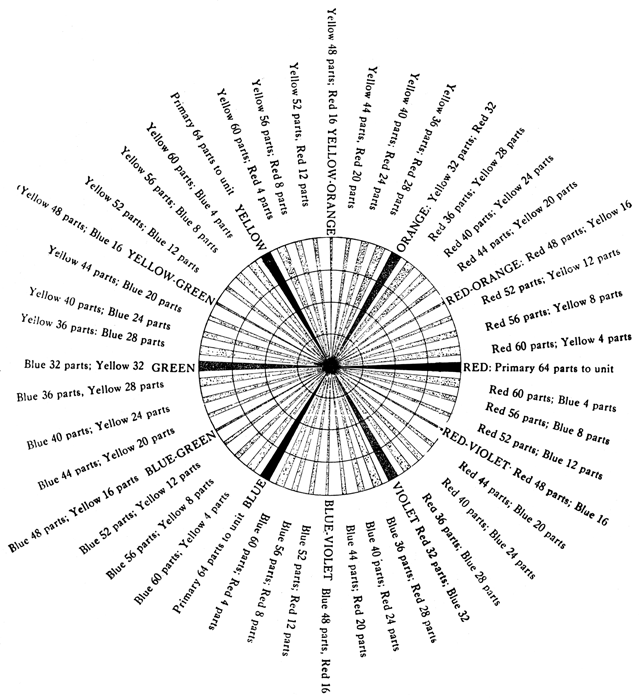 Yellow 48 parts; Red 16 YELLOW-ORANGE
Yellow 44 parts, Red 20 parts
Yellow 40 parts: Red 24 parts
Yellow 36 parts; Red 28 parts
ORANGE: Yellow 32 parts; Red 32
Red 36 parts; Yellow 28 parts
Red 40 parts; Yellow 24 parts
Red 44 parts; Yellow 20 parts
RED-ORANGE: Red 48 parts, Yellow 16
Red 52 parts; Yellow 12 parts
Red 56 parts; Yellow 8 parts
Red 60 parts; Yellow 4 parts
RED: Primary 64 parts to unit
Red 60 parts; Blue 4 parts
Red 56 parts; Blue 8 parts
Red 52 parts; Blue 12 parts
RED-VIOLET: Red 48 parts; Blue 16
Red 44 parts; Blue 20 parts
Red 40 parts; Blue 24 parts
Red 36 parts; Blue 28 parts
VIOLET Red 32 parts; Blue 32
Blue 36 parts; Red 28 parts
Blue 40 parts; Red 24 parts
Blue 44 parts; Red 20 parts
BLUE-VIOLET Blue 48 parts, Red 16
Blue 52 parts; Red 12 parts
Blue 56 parts: Red 8 parts
Blue 60 parts; Red 4 parts
Primary 64 parts to unit BLUE
Blue 60 parts; Yellow 4 parts
Blue 56 parts; Yellow 8 parts
Blue 52 parts; Yellow 12 parts
Blue 48 parts; Yellow 16 parts BLUE-GREEN
Blue 44 parts; Yellow 20 parts
Blue 40 parts, Yellow 24 parts
Blue 36 parts, Yellow 28 parts
Blue 32 parts; Yellow 32 GREEN
Yellow 36 parts: Blue 28 parts
Yellow 40 parts; Blue 24 parts
Yellow 44 parts; Blue 20 parts
Yellow 48 parts; Blue 16 YELLOW-GREEN
Yellow 52 parts; Blue 12 parts
Yellow 56 parts; Blue 8 parts
Yellow 60 parts; Blue 4 parts
Primary 64 parts to unit YELLOW
Yellow 60 parts; Red 4 parts
Yellow 56 parts; Red 8 parts
Yellow 52 parts, Red 12 parts